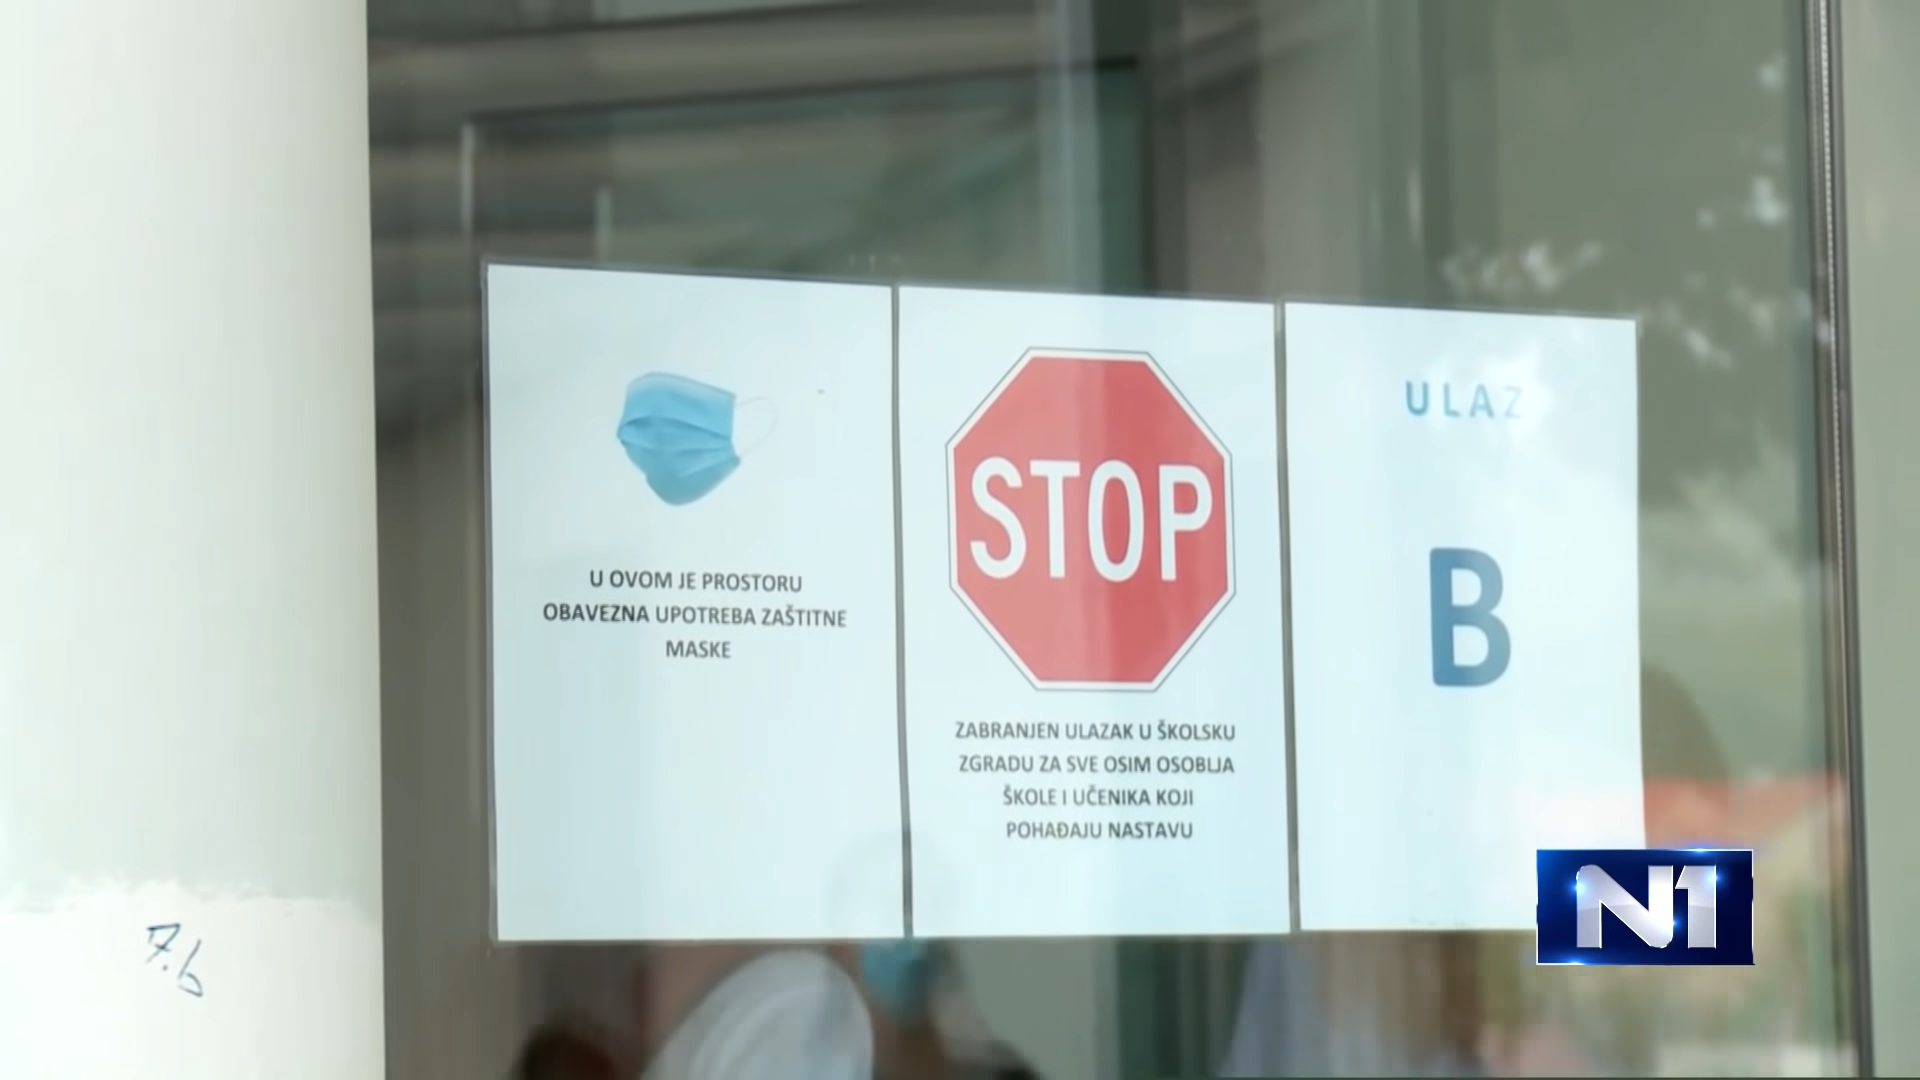 U OVOM JE PROSTORU
OBAVEZNA UPOTREBA ZAŠTITNE
MASKE
STOP
ZABRANJEN ULAZAK U ŠKOLSKU
ZGRADU ZA SVE OSIM OSOBLJA
ŠKOLE I UČENIKA KOJI
POHAĐAJU NASTAVU
ULAZ
B
N1
7.b